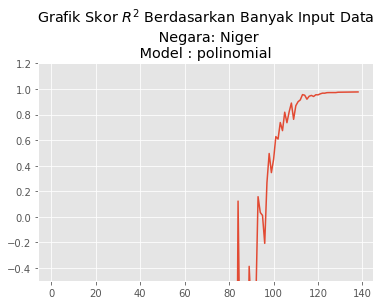 Grafik Skor R² Berdasarkan Banyak Input Data
Negara: Niger
Model : polinomial
1.2
1.0
0.8
0.6
0.4
0.2
0.0
−0.2
−0.4
0 20 40 60 80 100 120 140